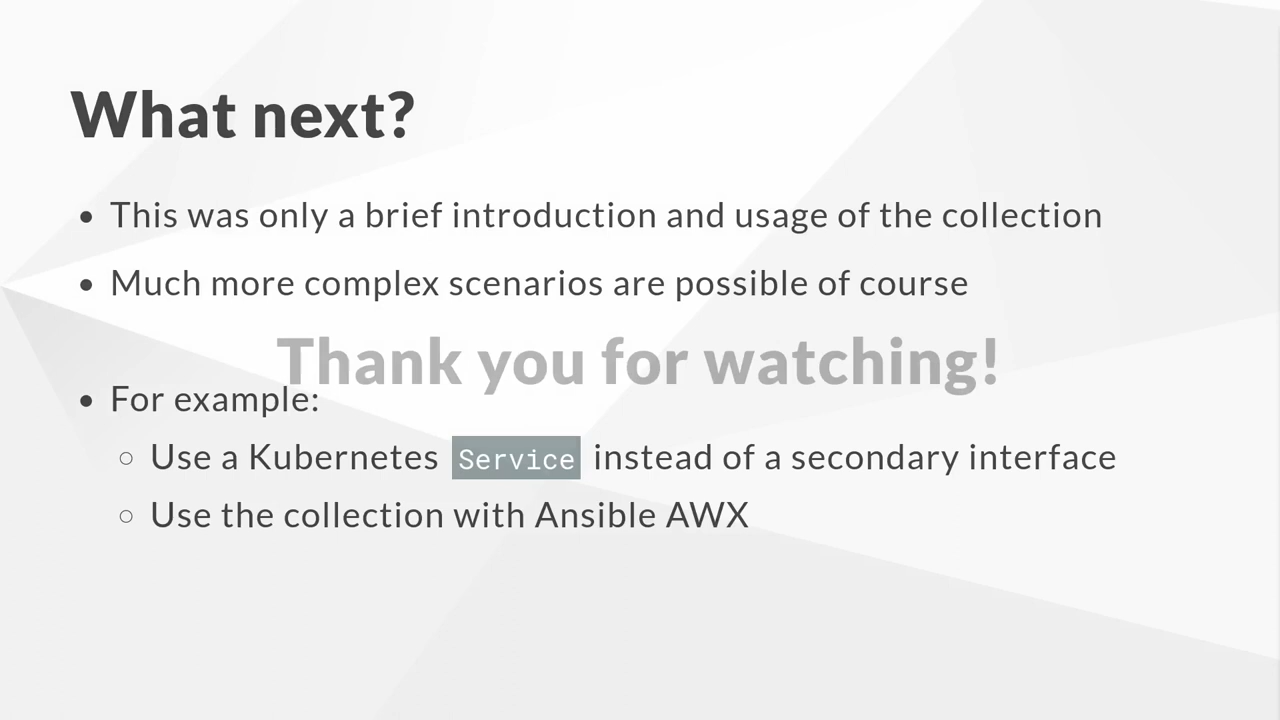 What next?
This was only a brief introduction and usage of the collection
Much more complex scenarios are possible of course
Thank you for watching!
For example:
Use a Kubernetes Service instead of a secondary interface
Use the collection with Ansible AWX